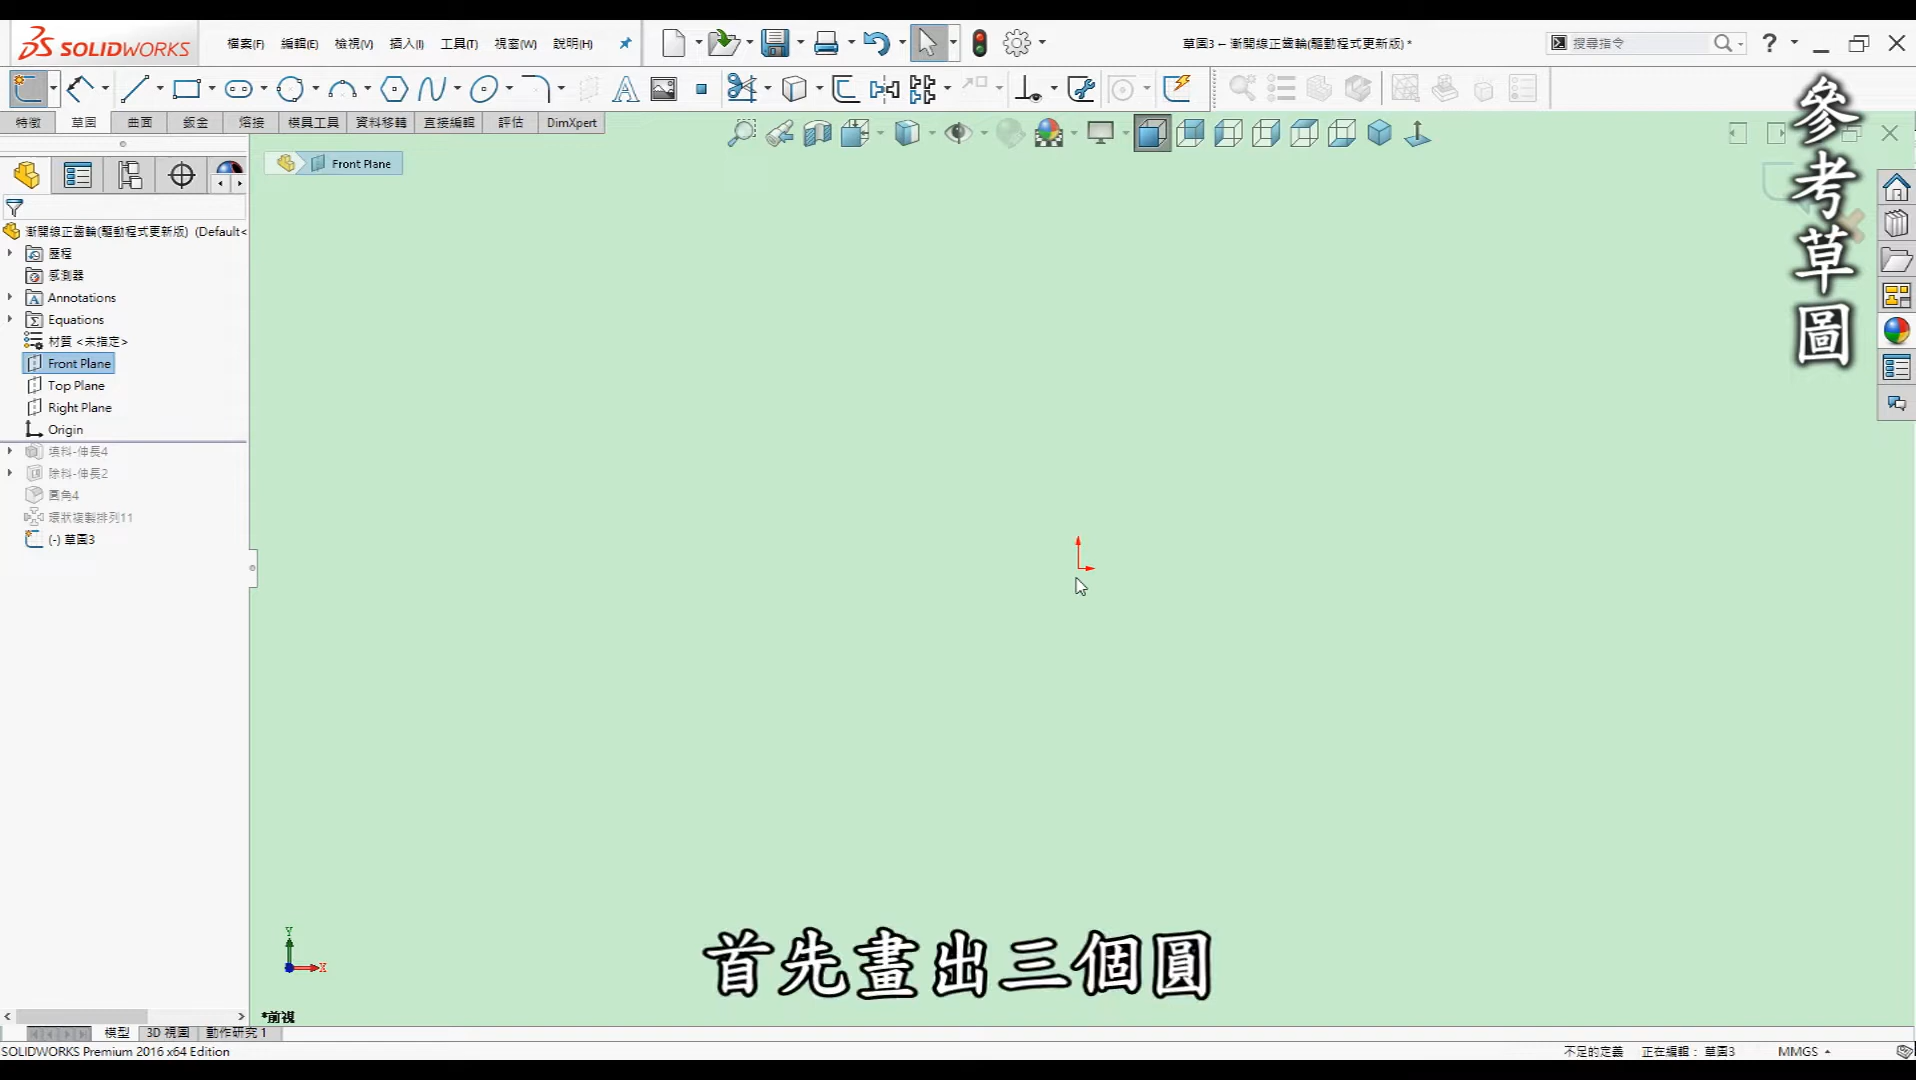 SOLIDWORKS
檔案(F) 編輯(E) 檢視(V) 插入(I) 工具(T) 視窗(W) 說明(H)
草圖3 – 漸開線正齒輪(驅動程式更新版) *
搜尋指令
特徵 草圖 曲面 鈑金 熔接 模具工具 資料移轉 直接編輯 評估 DimXpert
Front Plane
參考草圖
漸開線正齒輪(驅動程式更新版) (Default<
歷程
感測器
Annotations
Equations
材質 <未指定>
Front Plane
Top Plane
Right Plane
Origin
填料-伸長4
除料-伸長2
圓角4
環狀複製排列11
(-) 草圖3
Y
X
首先畫出三個圓
*前視
模型 3D 視圖 動作研究 1
SOLIDWORKS Premium 2016 x64 Edition
不足的定義 正在編輯： 草圖3 MMGS